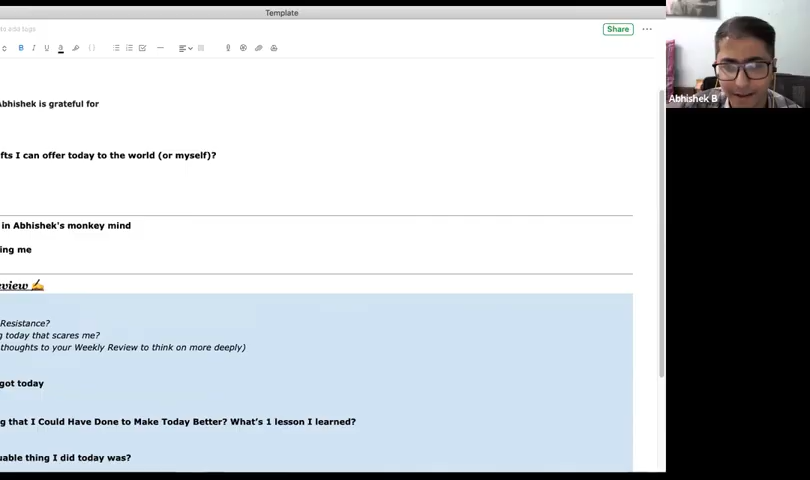 Template
to add tags
Share
B I U a
Abhishek B
Abhishek is grateful for
fts I can offer today to the world (or myself)?
in Abhishek's monkey mind
ing me
view ✍️
Resistance?
g today that scares me?
thoughts to your Weekly Review to think on more deeply)
got today
g that I Could Have Done to Make Today Better? What's 1 lesson I learned?
uable thing I did today was?